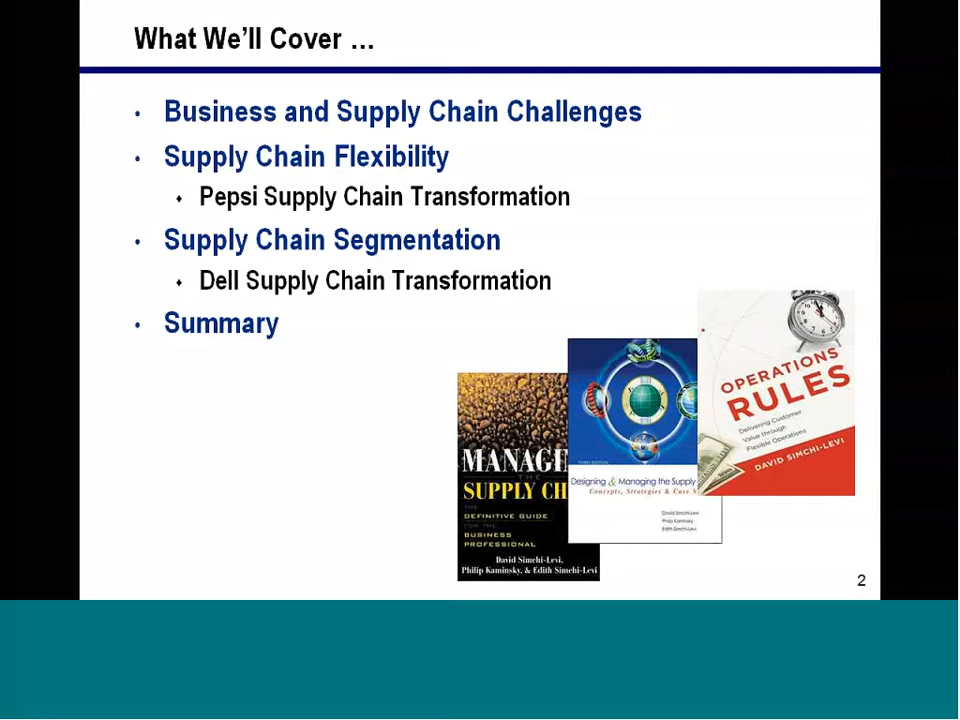 What We'll Cover …
• Business and Supply Chain Challenges
• Supply Chain Flexibility
♦ Pepsi Supply Chain Transformation
• Supply Chain Segmentation
♦ Dell Supply Chain Transformation
• Summary
OPERATIONS
RULES
Delivering Customer
Value through
Flexible Operations
DAVID SIMCHI-LEVI
THIRD EDITION
Designing & Managing the Supply
Concepts, Strategies & Case S
David Simchi-Levi
Philip Kaminsky
Edith Simchi-Levi
MANAGI
THE
SUPPLY CH
THE
DEFINITIVE GUIDE
FOR THE
BUSINESS
PROFESSIONAL
David Simchi-Levi,
Philip Kaminsky, & Edith Simchi-Levi
2